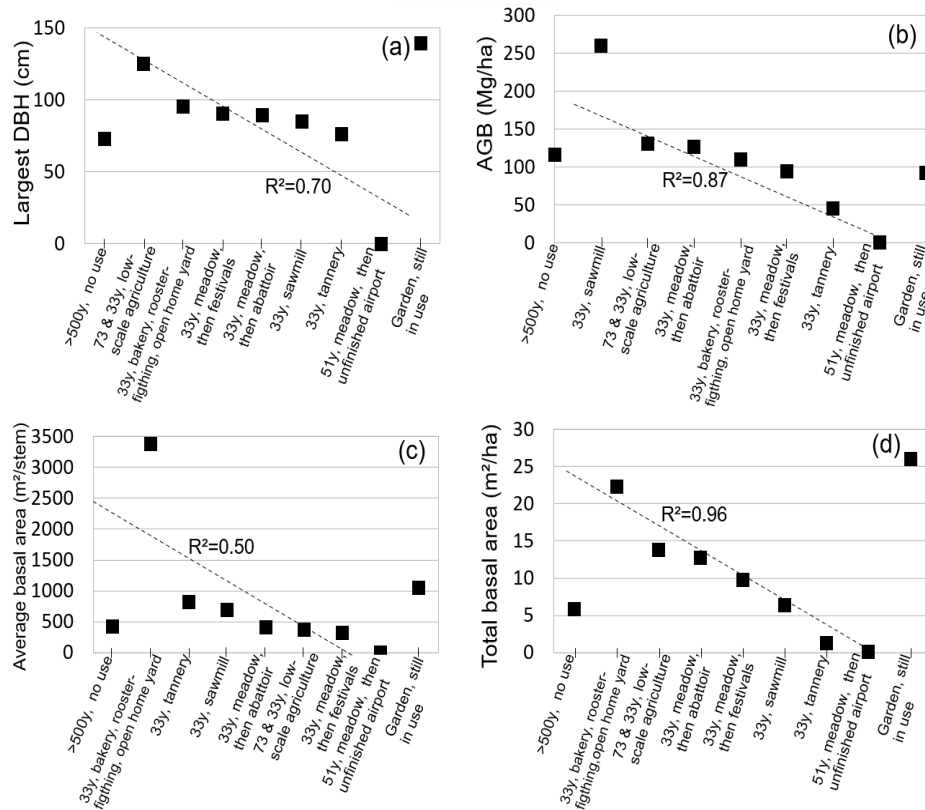 (a)
Largest DBH (cm)
150
100
50
0
R²=0.70
>500y, no use
73 & 33y, low-
scale agriculture
33y, bakery, rooster-
figthing, open home yard
33y, meadow,
then festivals
33y, meadow,
then abattoir
33y, sawmill
33y, tannery
51y, meadow, then
unfinished airport
Garden, still
in use
(b)
AGB (Mg/ha)
300
250
200
150
100
50
0
R²=0.87
>500y, no use
33y, sawmill
73 & 33y, low-
scale agriculture
33y, meadow,
then abattoir
33y, bakery, rooster-
figthing, open home yard
33y, meadow
then festivals
33y, tannery
51y, meadow, then
unfinished airport
Garden, still
in use
(c)
Average basal area (m²/stem)
3500
3000
2500
2000
1500
1000
500
0
R²=0.50
>500y, no use
33y, bakery, rooster-
figthing, open home yard
33y, tannery
33y, sawmill
33y, meadow,
then abattoir
73 & 33y, low-
scale agriculture
33y, meadow,
then festivals
51y, meadow, then
unfinished airport
Garden, still
in use
(d)
Total basal area (m²/ha)
30
25
20
15
10
5
0
R²=0.96
>500y, no use
33y, bakery, rooster-
figthing,open home yard
73 & 33y, low-
scale agriculture
33y, meadow,
then abattoir
33y, meadow,
then festivals
33y, sawmill
33y, tannery
51y, meadow, then
unfinished airport
Garden, still
in use